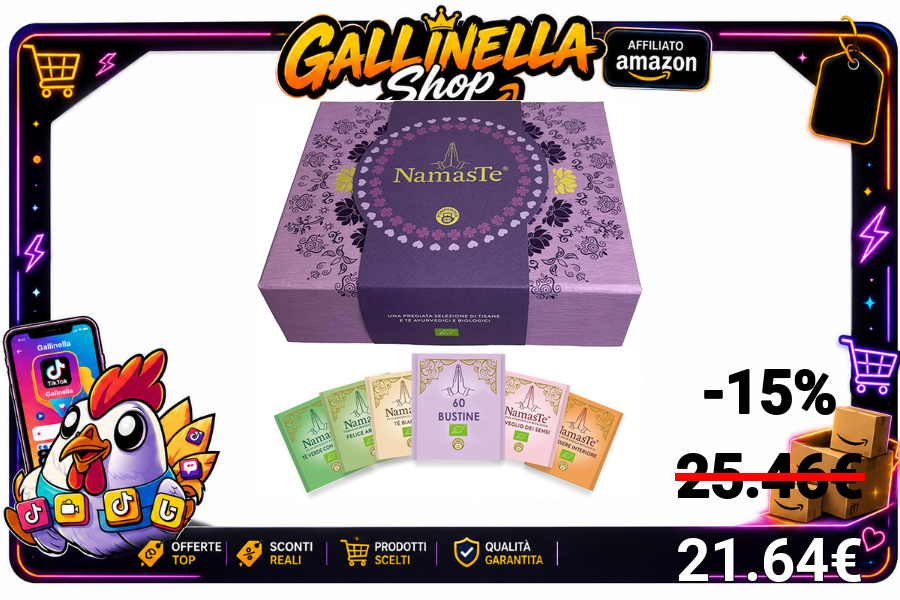 GALLINELLA
Shop
AFFILIATO
amazon
NamasTe®
UNA PREGIATA SELEZIONE DI TISANE
E TÈ AYURVEDICI E BIOLOGICI
Gallinella
TikTok
Gallinella
60
BUSTINE
NamasTe
TÈ VERDE CON
NamasTe
FELICE AR
NamasTe
TÈ BIAN
NamasTe®
VEGLIO DEI SENSI
NamasTe
SERE INTERIORE
-15%
25.46€
21.64€
OFFERTE
TOP
SCONTI
REALI
PRODOTTI
SCELTI
QUALITÀ
GARANTITA